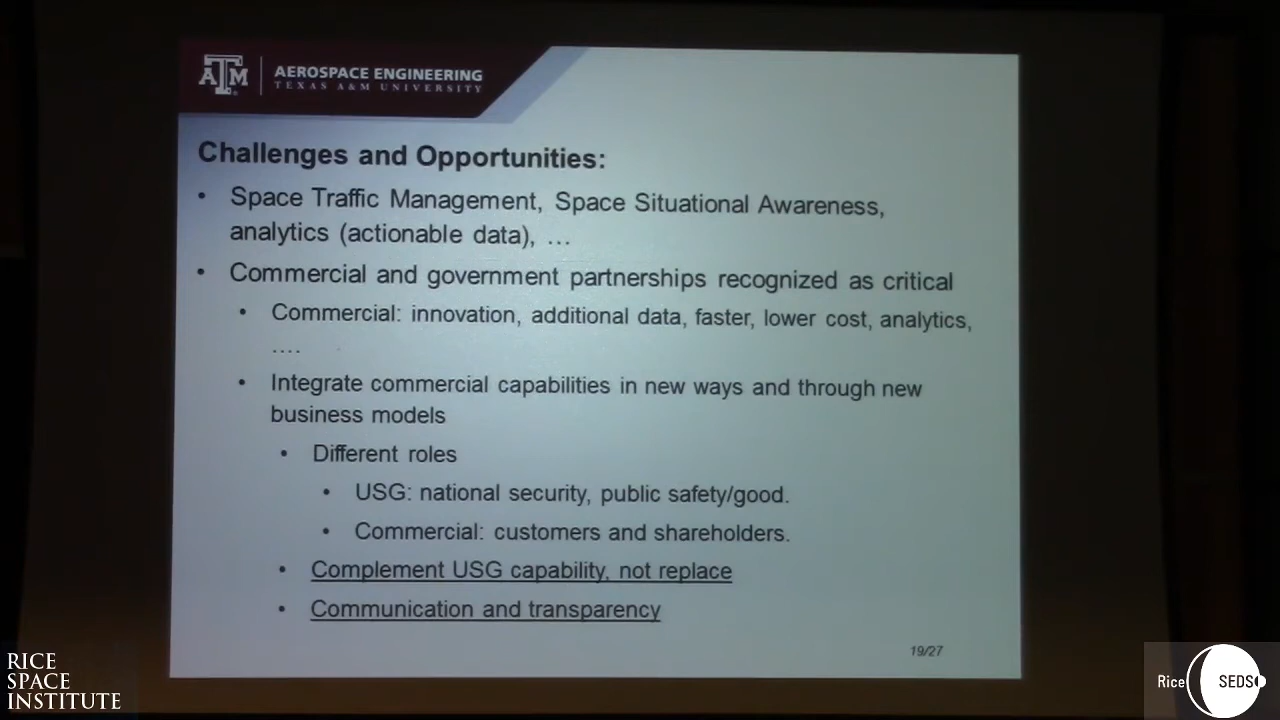 ATM
AEROSPACE ENGINEERING
TEXAS A&M UNIVERSITY
Challenges and Opportunities:
• Space Traffic Management, Space Situational Awareness,
analytics (actionable data), …
• Commercial and government partnerships recognized as critical
• Commercial: innovation, additional data, faster, lower cost, analytics,
….
• Integrate commercial capabilities in new ways and through new
business models
• Different roles
• USG: national security, public safety/good.
• Commercial: customers and shareholders.
• Complement USG capability, not replace
• Communication and transparency
19/27
RICE
SPACE
INSTITUTE
Rice SEDS